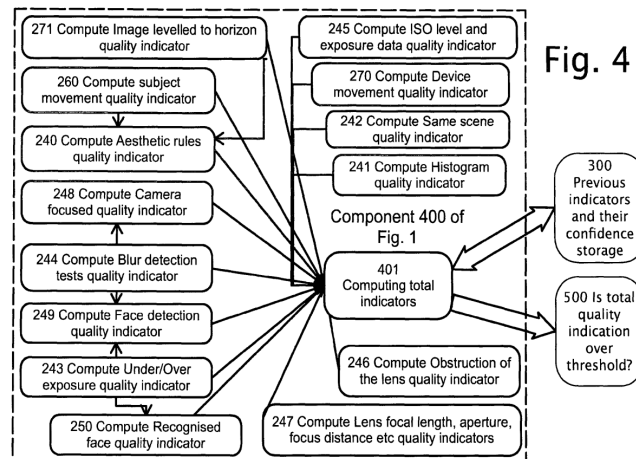 271 Compute Image levelled to horizon
quality indicator
260 Compute subject
movement quality indicator
240 Compute Aesthetic rules
quality indicator
248 Compute Camera
focused quality indicator
244 Compute Blur detection
tests quality indicator
249 Compute Face detection
quality indicator
243 Compute Under/Over
exposure quality indicator
250 Compute Recognised
face quality indicator
245 Compute ISO level and
exposure data quality indicator
270 Compute Device
movement quality indicator
242 Compute Same scene
quality indicator
241 Compute Histogram
quality indicator
Component 400 of
Fig. 1
401
Computing total
indicators
246 Compute Obstruction of
the lens quality indicator
247 Compute Lens focal length, aperture,
focus distance etc quality indicators
Fig. 4
300
Previous
indicators
and their
confidence
storage
500 Is total
quality
indication
over
threshold?